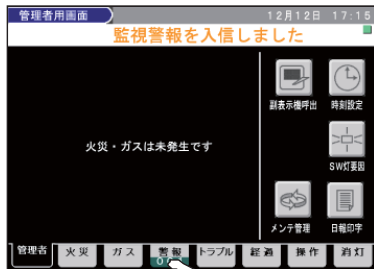 管理者用画面
12月12日 17:15
監視警報を入信しました
副表示機呼出
時刻設定
火災・ガスは未発生です
SW灯要因
メンテ管理
日報印字
管理者
火災
ガス
警報
トラブル
経過
操作
消灯